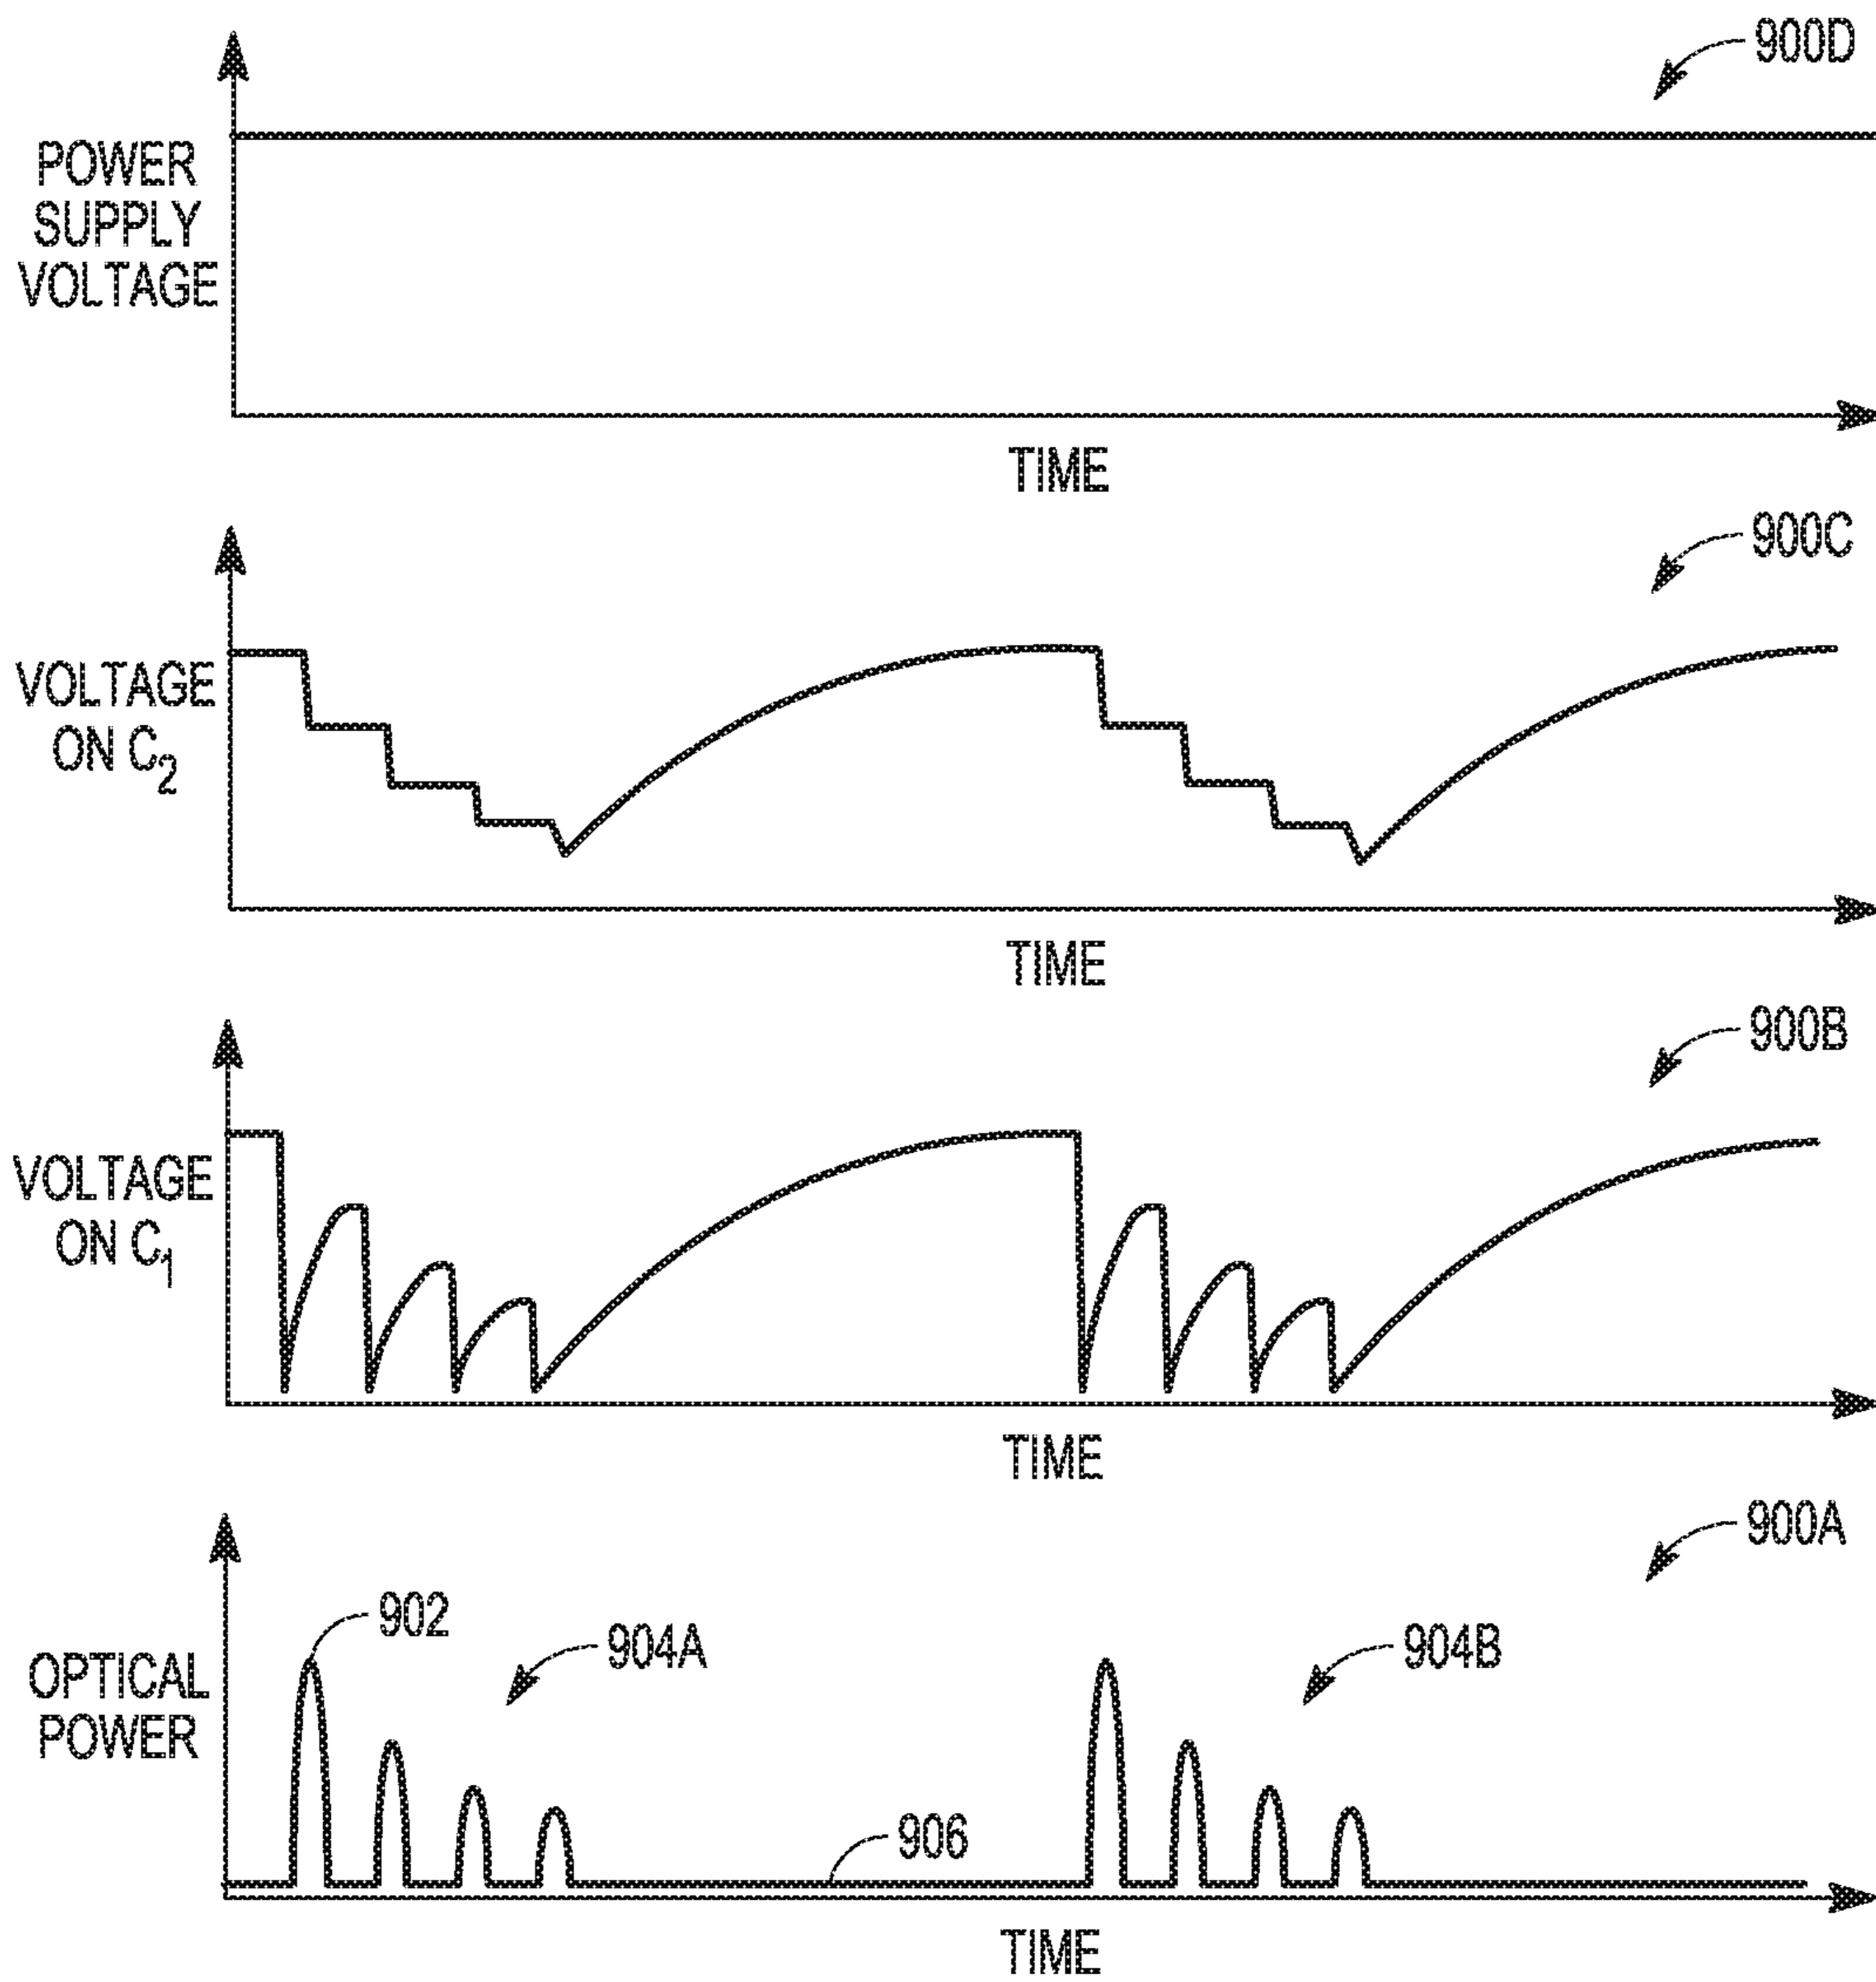 900D
POWER
SUPPLY
VOLTAGE
TIME
900C
VOLTAGE
ON C₂
TIME
900B
VOLTAGE
ON C₁
TIME
900A
902
904A
904B
OPTICAL
POWER
906
TIME